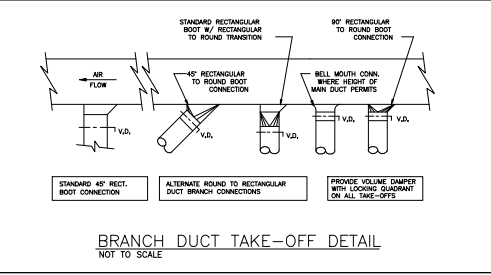 STANDARD RECTANGULAR
BOOT W/ RECTANGULAR
TO ROUND TRANSITION
90° RECTANGULAR
TO ROUND BOOT
CONNECTION
AIR
FLOW
45° RECTANGULAR
TO ROUND BOOT
CONNECTION
BELL MOUTH CONN.
WHERE HEIGHT OF
MAIN DUCT PERMITS
V.D.
V.D.
V.D.
V.D.
V.D.
STANDARD 45° RECT.
BOOT CONNECTION
ALTERNATE ROUND TO RECTANGULAR
DUCT BRANCH CONNECTIONS
PROVIDE VOLUME DAMPER
WITH LOCKING QUADRANT
ON ALL TAKE-OFFS
BRANCH DUCT TAKE-OFF DETAIL
NOT TO SCALE